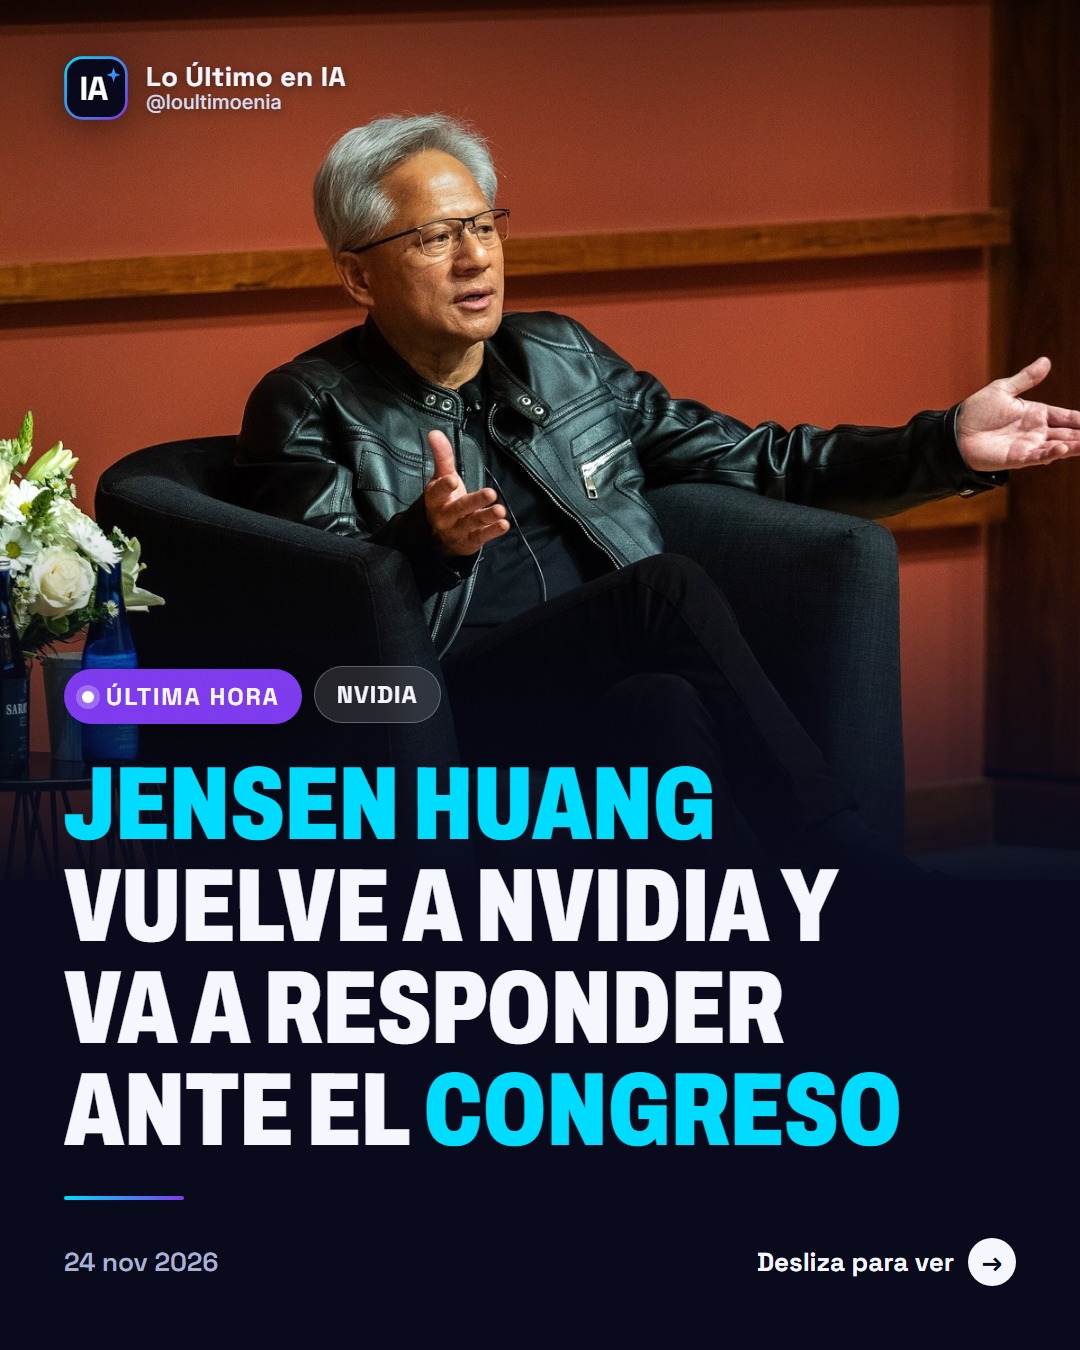 IA
Lo Último en IA
@loultimoenia
ÚLTIMA HORA
NVIDIA
JENSEN HUANG
VUELVE A NVIDIA Y
VA A RESPONDER
ANTE EL CONGRESO
24 nov 2026
Desliza para ver →